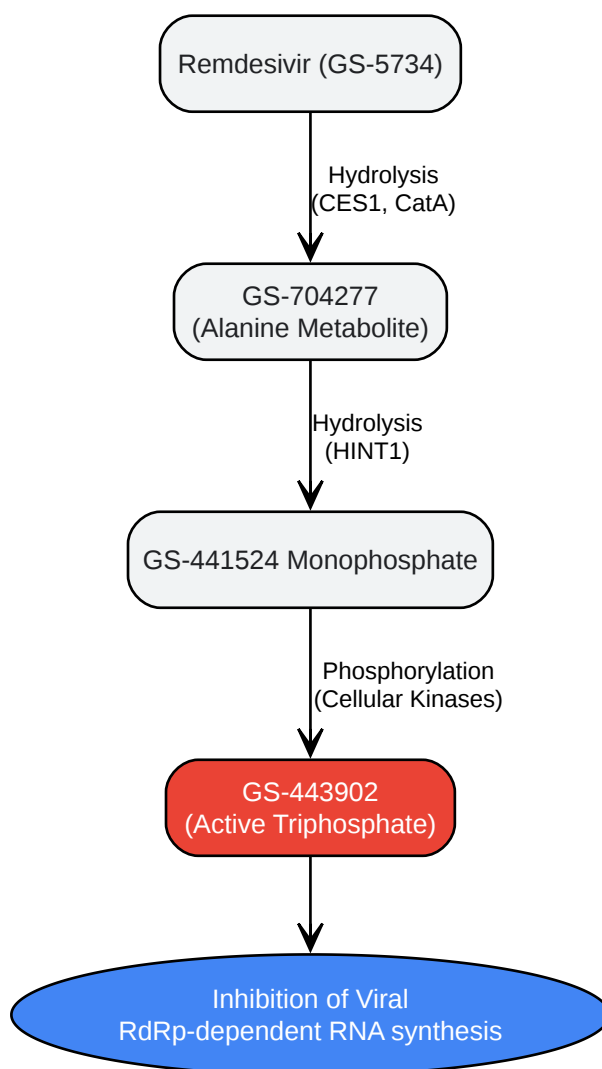 Remdesivir (GS-5734)
Hydrolysis
(CES1, CatA)
GS-704277
(Alanine Metabolite)
Hydrolysis
(HINT1)
GS-441524 Monophosphate
Phosphorylation
(Cellular Kinases)
GS-443902
(Active Triphosphate)
Inhibition of Viral
RdRp-dependent RNA synthesis